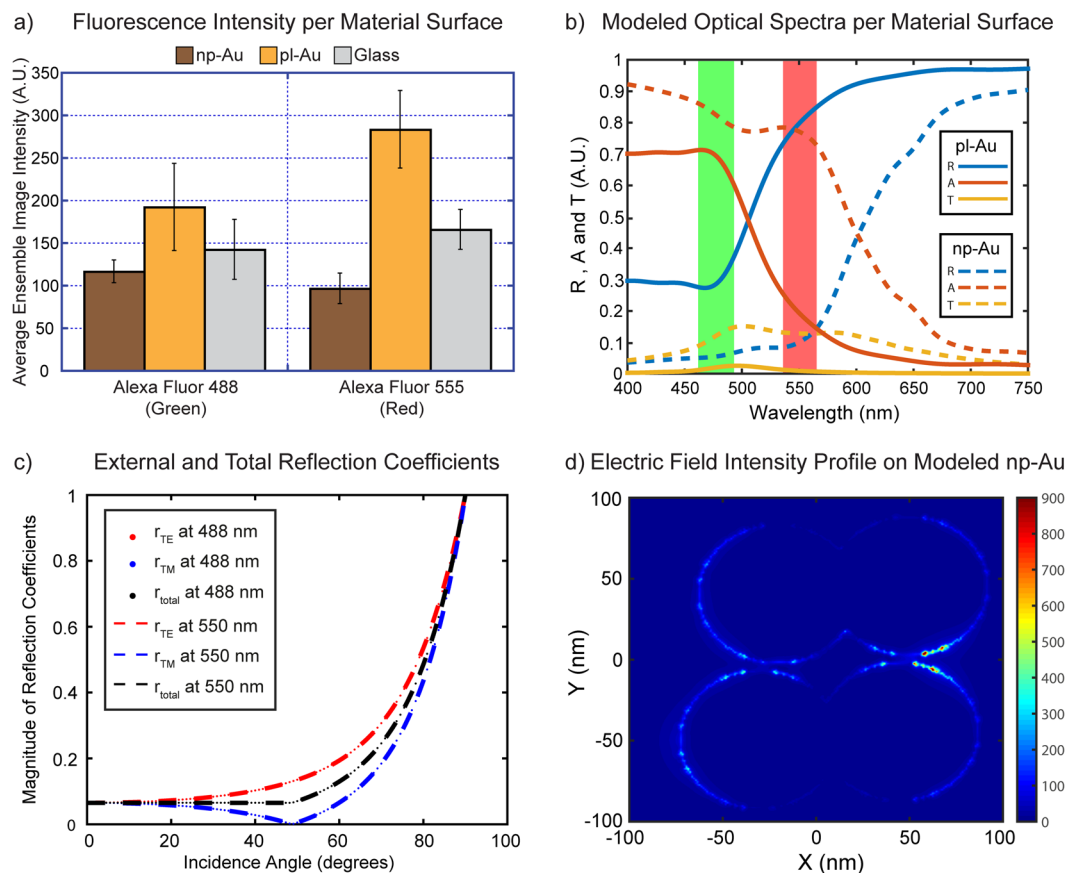 a) Fluorescence Intensity per Material Surface
np-Au pl-Au Glass
Average Ensemble Image Intensity (A.U.)
350
300
250
200
150
100
50
0
Alexa Fluor 488
(Green)
Alexa Fluor 555
(Red)
b) Modeled Optical Spectra per Material Surface
R , A and T (A.U.)
1
0.9
0.8
0.7
0.6
0.5
0.4
0.3
0.2
0.1
0
pl-Au
R
A
T
np-Au
R
A
T
400 450 500 550 600 650 700 750
Wavelength (nm)
c) External and Total Reflection Coefficients
Magnitude of Reflection Coefficients
1
0.8
0.6
0.4
0.2
0
rTE at 488 nm
rTM at 488 nm
rtotal at 488 nm
rTE at 550 nm
rTM at 550 nm
rtotal at 550 nm
0 20 40 60 80 100
Incidence Angle (degrees)
d) Electric Field Intensity Profile on Modeled np-Au
Y (nm)
100
50
0
-50
-100
-100 -50 0 50 100
X (nm)
900
800
700
600
500
400
300
200
100
0